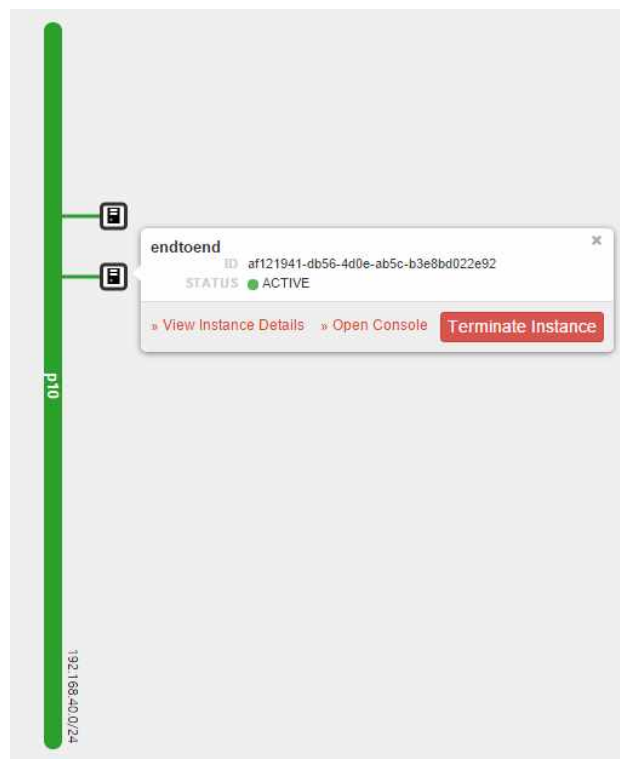 endtoend
ID af121941-db56-4d0e-ab5c-b3e8bd022e92
STATUS ACTIVE
» View Instance Details » Open Console Terminate Instance
p10
192.168.40.0/24